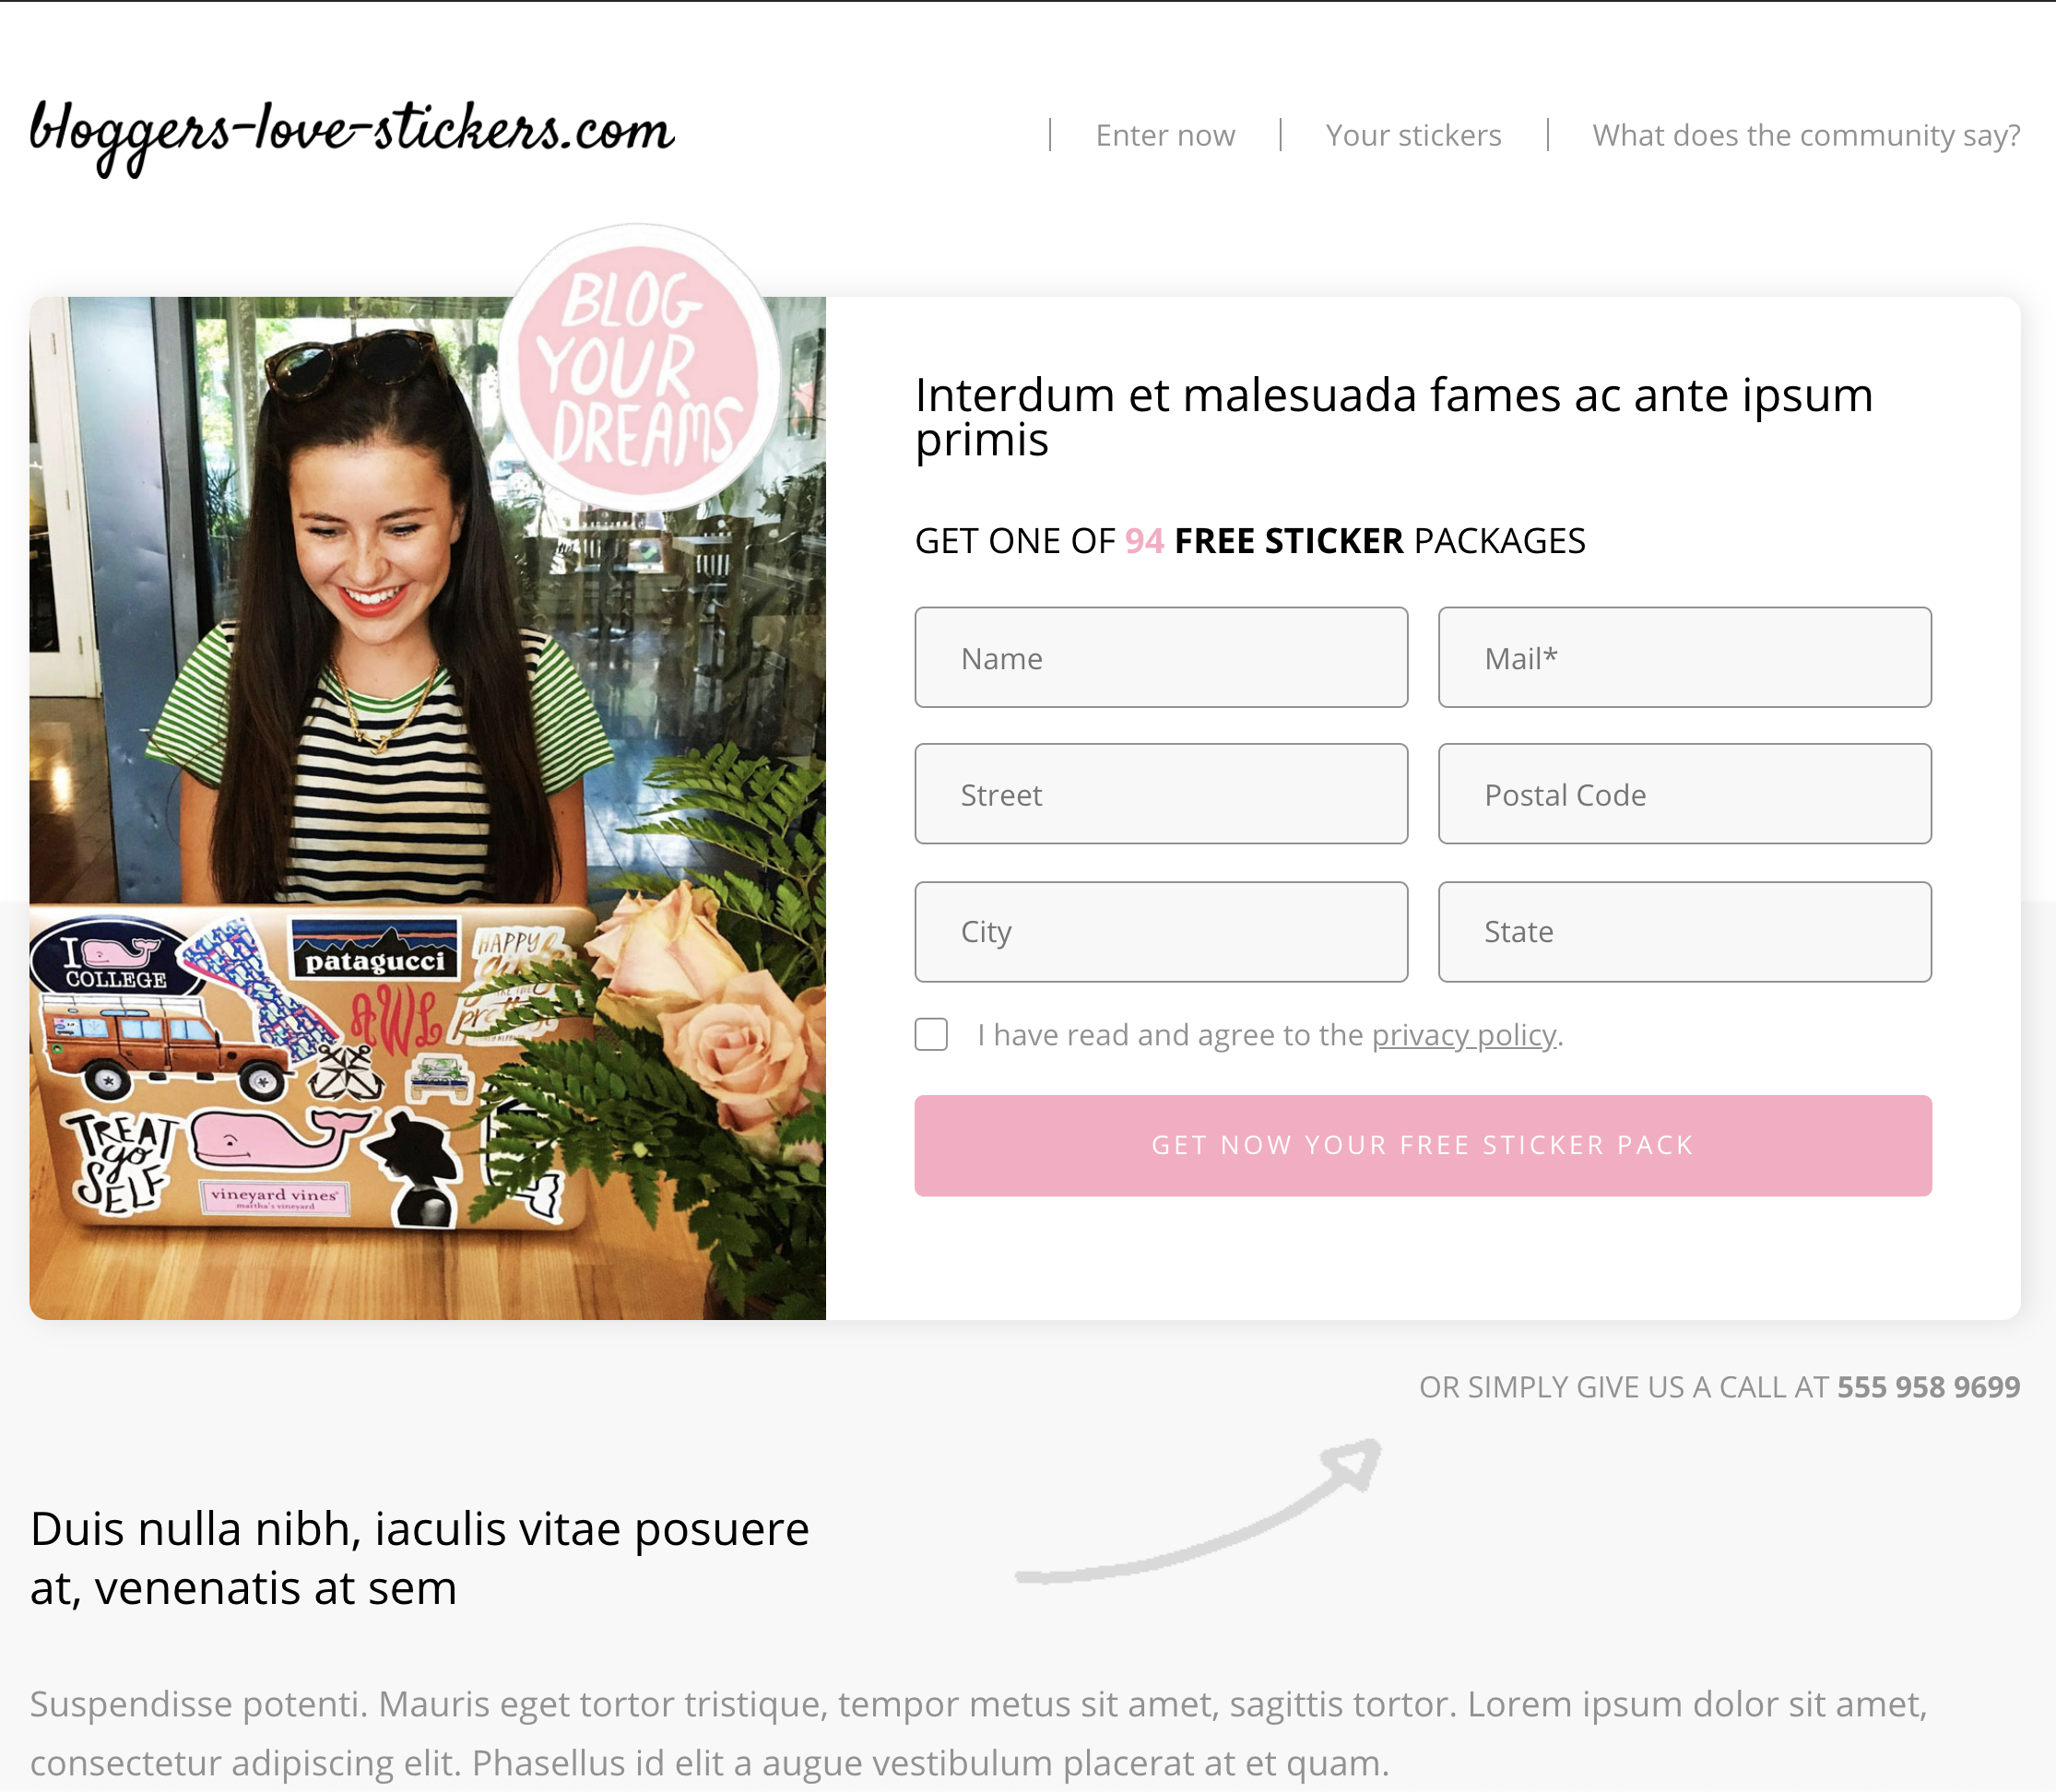 bloggers-love-stickers.com
Enter now
Your stickers
What does the community say?
BLOG
YOUR
DREAMS
Interdum et malesuada fames ac ante ipsum
primis
GET ONE OF 94 FREE STICKER PACKAGES
Name
Mail*
Street
Postal Code
City
State
I have read and agree to the privacy policy.
GET NOW YOUR FREE STICKER PACK
I
COLLEGE
patagucci
HAPPY
AWL
TREAT
yo
SELF
vineyard vines®
martha's vineyard
OR SIMPLY GIVE US A CALL AT 555 958 9699
Duis nulla nibh, iaculis vitae posuere
at, venenatis at sem
Suspendisse potenti. Mauris eget tortor tristique, tempor metus sit amet, sagittis tortor. Lorem ipsum dolor sit amet,
consectetur adipiscing elit. Phasellus id elit a augue vestibulum placerat at et quam.